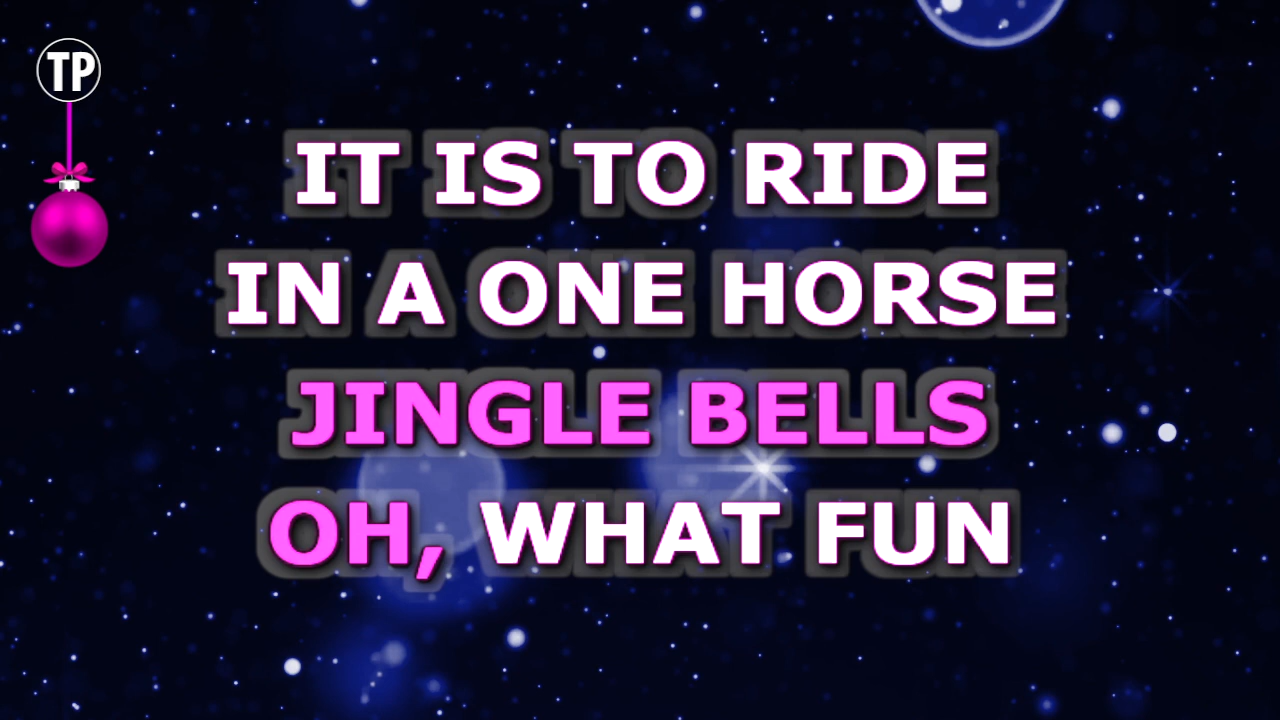 TP
IT IS TO RIDE
IN A ONE HORSE
JINGLE BELLS
OH, WHAT FUN